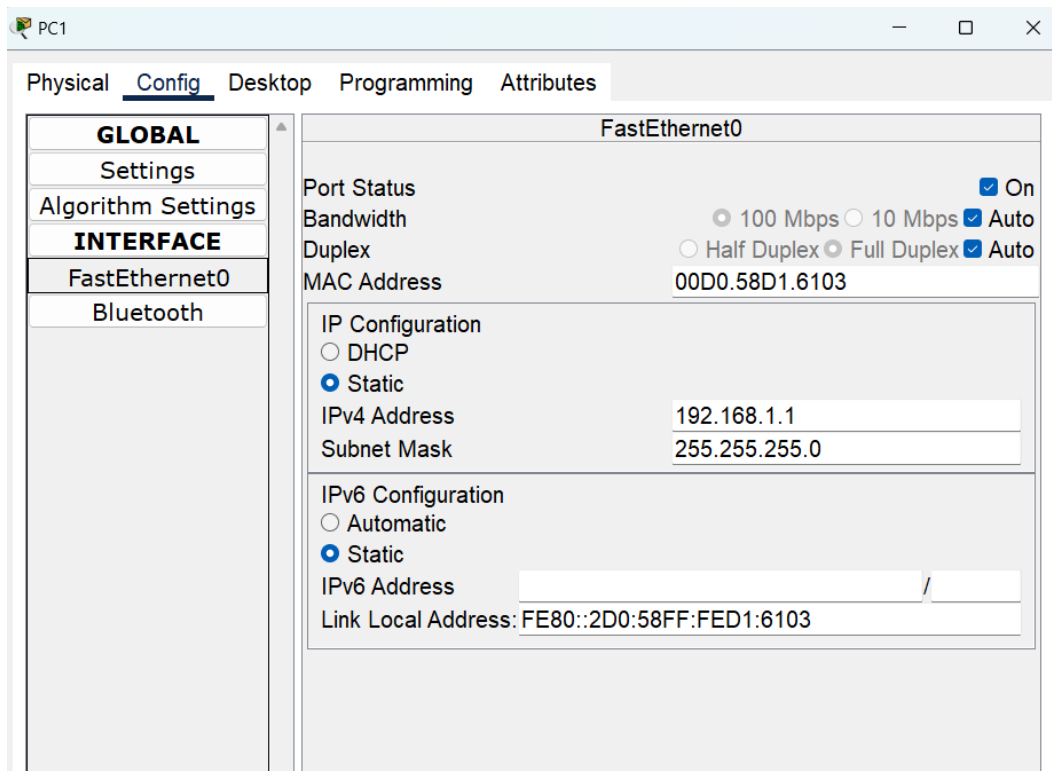 PC1
Physical Config Desktop Programming Attributes
GLOBAL
Settings
Algorithm Settings
INTERFACE
FastEthernet0
Bluetooth
FastEthernet0
Port Status On
Bandwidth 100 Mbps 10 Mbps Auto
Duplex Half Duplex Full Duplex Auto
MAC Address 00D0.58D1.6103
IP Configuration
DHCP
Static
IPv4 Address 192.168.1.1
Subnet Mask 255.255.255.0
IPv6 Configuration
Automatic
Static
IPv6 Address /
Link Local Address: FE80::2D0:58FF:FED1:6103